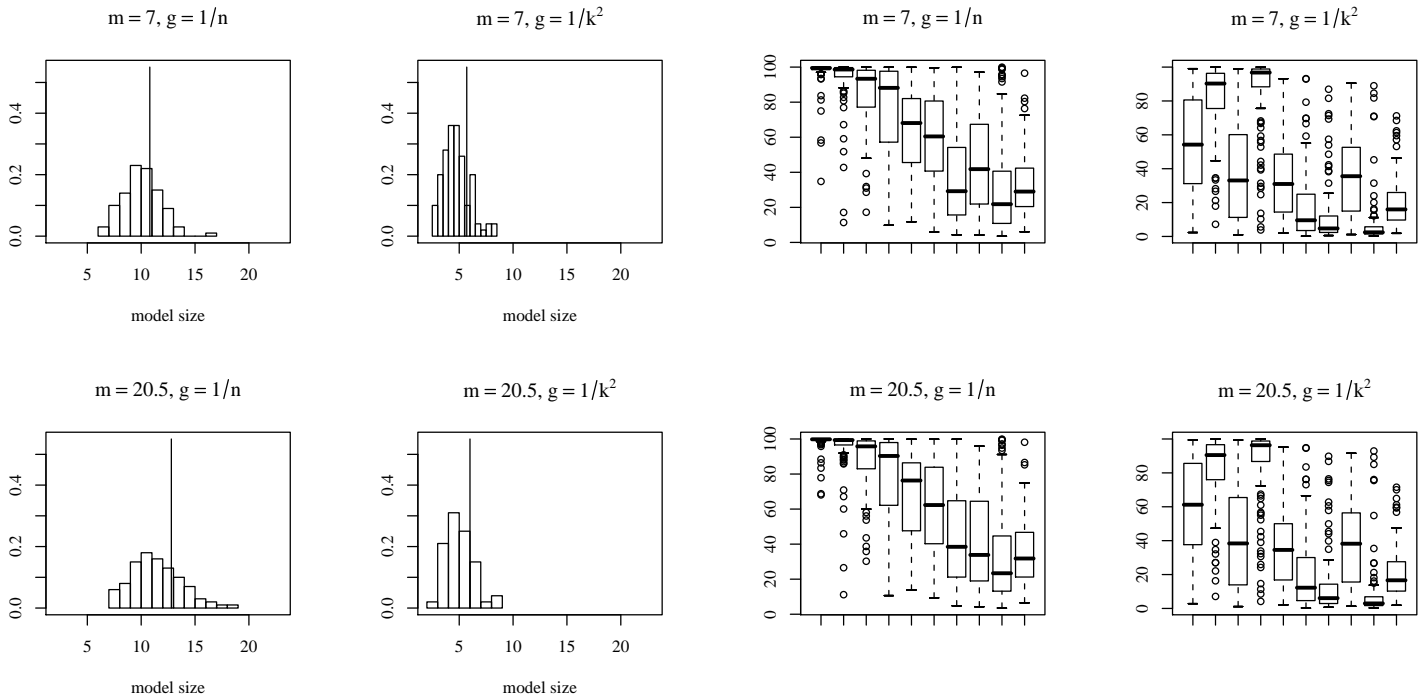 m = 7, g = 1/n
m = 7, g = 1/k²
m = 7, g = 1/n
m = 7, g = 1/k²
0.0 0.2 0.4
5 10 15 20
model size
5 10 15 20
model size
0.0 0.2 0.4
0 20 40 60 80 100
0 20 40 60 80 100
m = 20.5, g = 1/n
m = 20.5, g = 1/k²
m = 20.5, g = 1/n
m = 20.5, g = 1/k²
0.0 0.2 0.4
5 10 15 20
model size
0.0 0.2 0.4
5 10 15 20
model size
0 20 40 60 80 100
0 20 40 60 80